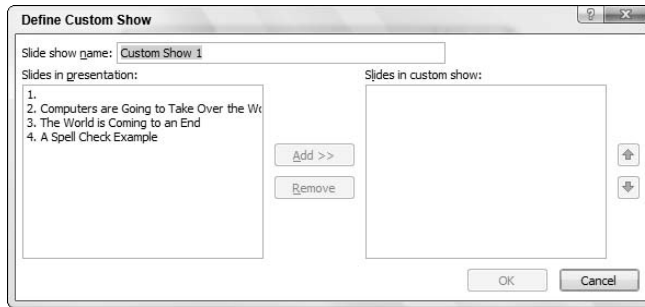 Define Custom Show
Slide show name: Custom Show 1
Slides in presentation:
1.
2. Computers are Going to Take Over the Wo
3. The World is Coming to an End
4. A Spell Check Example
Add >>
Remove
Slides in custom show:
OK
Cancel